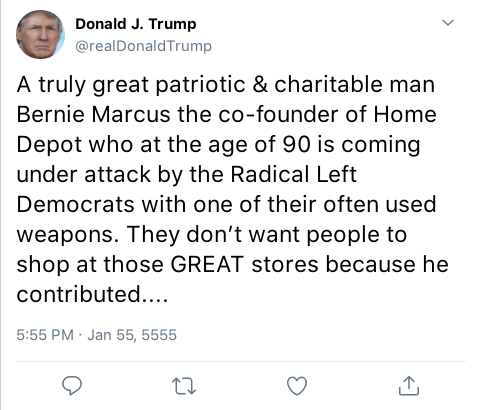 Donald J. Trump
@realDonaldTrump
A truly great patriotic & charitable man
Bernie Marcus the co-founder of Home
Depot who at the age of 90 is coming
under attack by the Radical Left
Democrats with one of their often used
weapons. They don’t want people to
shop at those GREAT stores because he
contributed....
5:55 PM · Jan 55, 5555